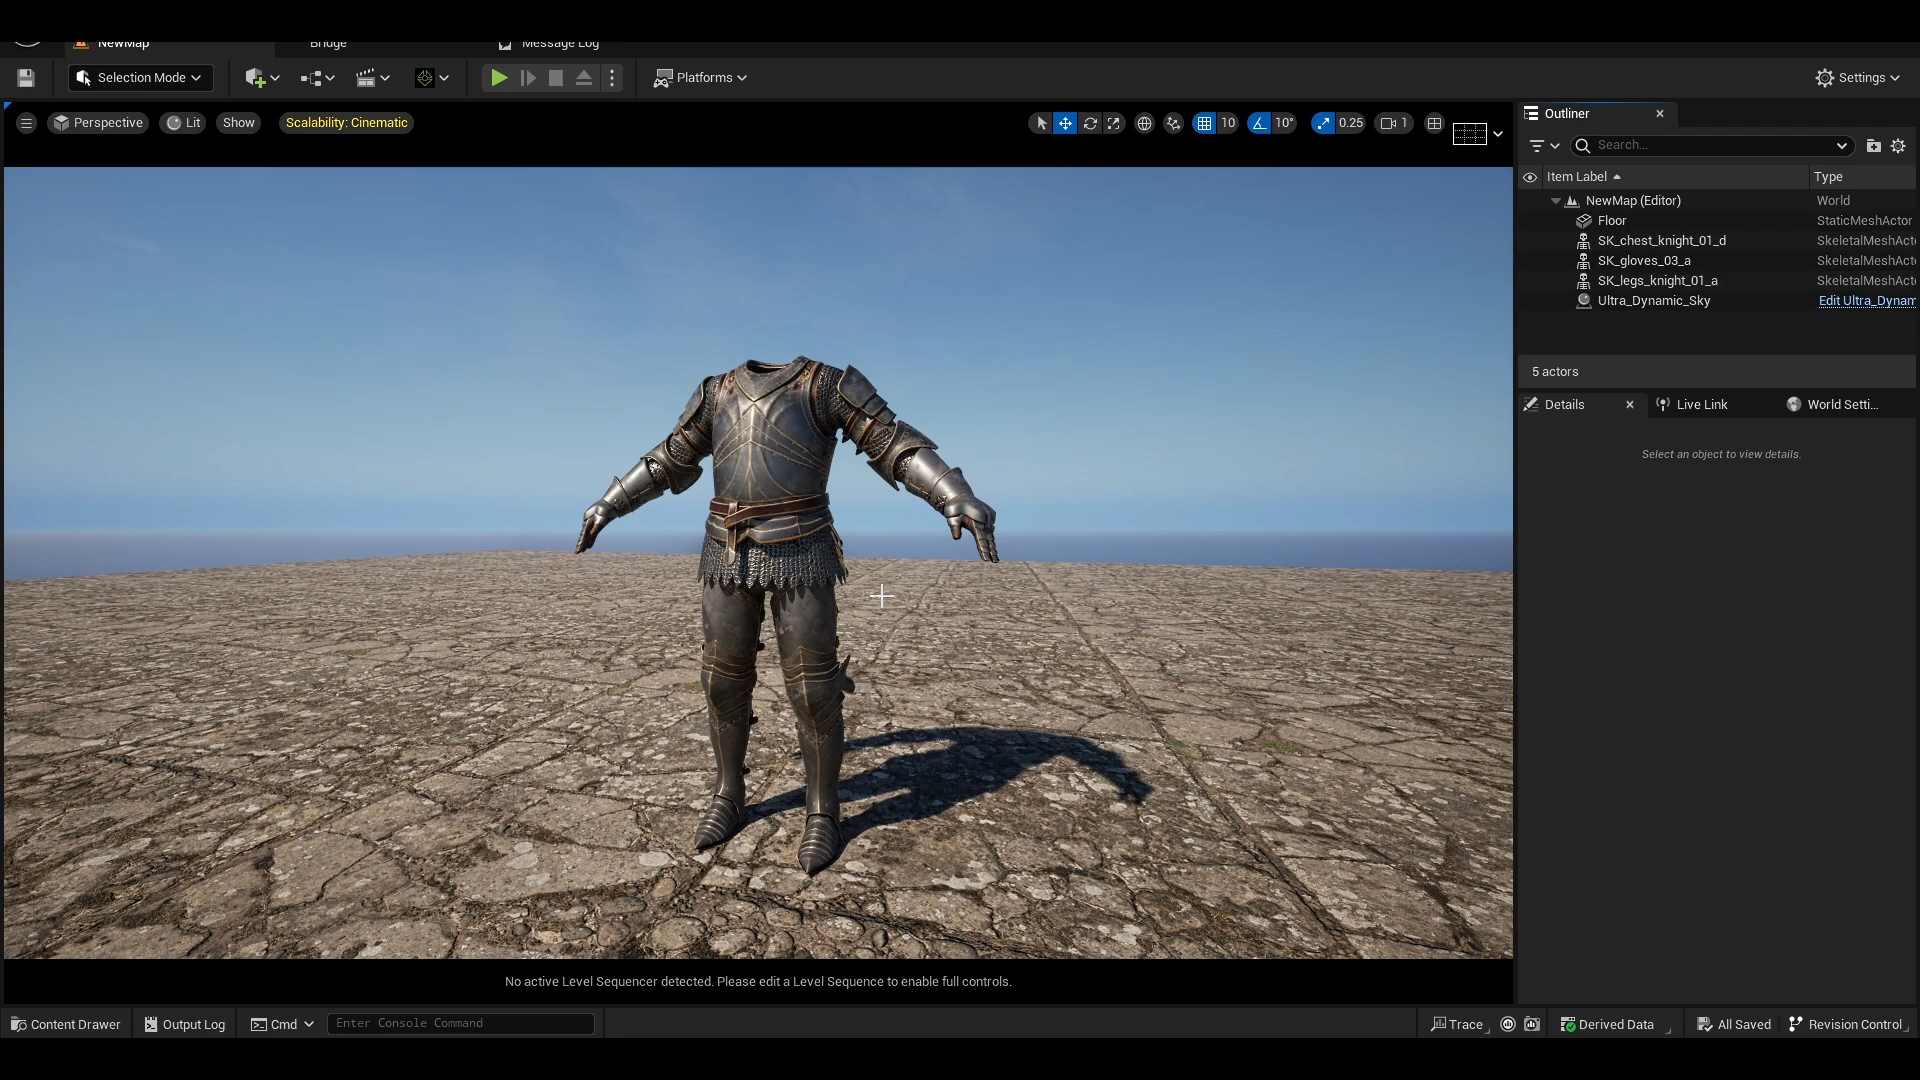 NewMap
Bridge
Message Log
Selection Mode
Platforms
Settings
Perspective
Lit
Show
Scalability: Cinematic
10
10°
0.25
1
Outliner
Search...
Item Label
Type
NewMap (Editor)
World
Floor
StaticMeshActor
SK_chest_knight_01_d
SkeletalMeshAct
SK_gloves_03_a
SkeletalMeshAct
SK_legs_knight_01_a
SkeletalMeshAct
Ultra_Dynamic_Sky
Edit Ultra_Dynam
5 actors
Details
Live Link
World Setti...
Select an object to view details.
No active Level Sequencer detected. Please edit a Level Sequence to enable full controls.
Content Drawer
Output Log
Cmd
Enter Console Command
Trace
Derived Data
All Saved
Revision Control